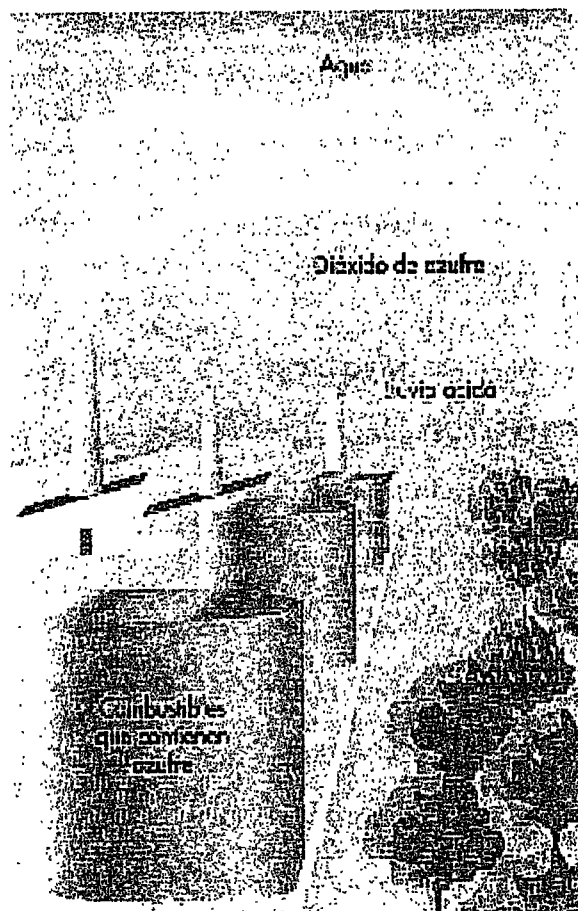 Agua
Dióxido de azufre
Lluvia ácida
Combustibles
que contienen
azufre